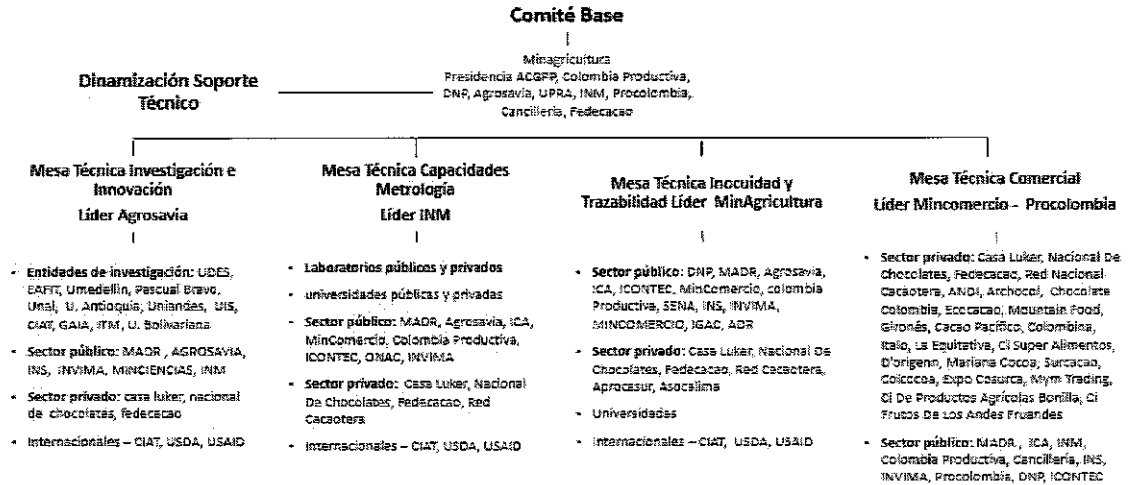 Comité Base
Minagricultura
Presidencia ACGFP, Colombia Productiva,
DNP, Agrosavia, UPRA, INM, Procolombia,
Cancillería, Fedecacao
Dinamización Soporte
Técnico
Mesa Técnica Investigación e
Innovación
Líder Agrosavia
• Entidades de investigación: UDES,
EAFIT, Umedellín, Pascual Bravo,
Unal, U. Antioquia, Uniandes, UIS,
CIAT, GAIA, ITM, U. Bolivariana
• Sector público: MADR, AGROSAVIA,
INS, INVIMA, MINCIENCIAS, INM
• Sector privado: casa luker, nacional
de chocolates, fedecacao
• Internacionales – CIAT, USDA, USAID
Mesa Técnica Capacidades
Metrología
Líder INM
• Laboratorios públicos y privados
• universidades públicas y privadas
• Sector público: MADR, Agrosavia, ICA,
MinComercio, Colombia Productiva,
ICONTEC, ONAC, INVIMA
• Sector privado: Casa Luker, Nacional
De Chocolates, Fedecacao, Red
Cacaotera
• Internacionales – CIAT, USDA, USAID
Mesa Técnica Inocuidad y
Trazabilidad Líder MinAgricultura
• Sector público: DNP, MADR, Agrosavia,
ICA, ICONTEC, MinComercio, colombia
Productiva, SENA, INS, INVIMA,
MINCOMERCIO, IGAC, ADR
• Sector privado: Casa Luker, Nacional De
Chocolates, Fedecacao, Red Cacaotera,
Aprocasur, Asocalima
• Universidades
• Internacionales – CIAT, USDA, USAID
Mesa Técnica Comercial
Líder Mincomercio - Procolombia
• Sector privado: Casa Luker, Nacional De
Chocolates, Fedecacao, Red Nacional
Cacaotera, ANDI, Archocol, Chocolate
Colombia, Ecocacao, Mountain Food,
Gironés, Cacao Pacífico, Colombina,
Italo, La Equitativa, CI Super Alimentos,
D'origenn, Mariana Cocoa, Surcacao,
Colcocoa, Expo Cosurca, Mym Trading,
Ci De Productos Agrícolas Bonilla, Ci
Frutos De Los Andes Fruandes
• Sector público: MADR, ICA, INM,
Colombia Productiva, Cancillería, INS,
INVIMA, Procolombia, DNP, ICONTEC